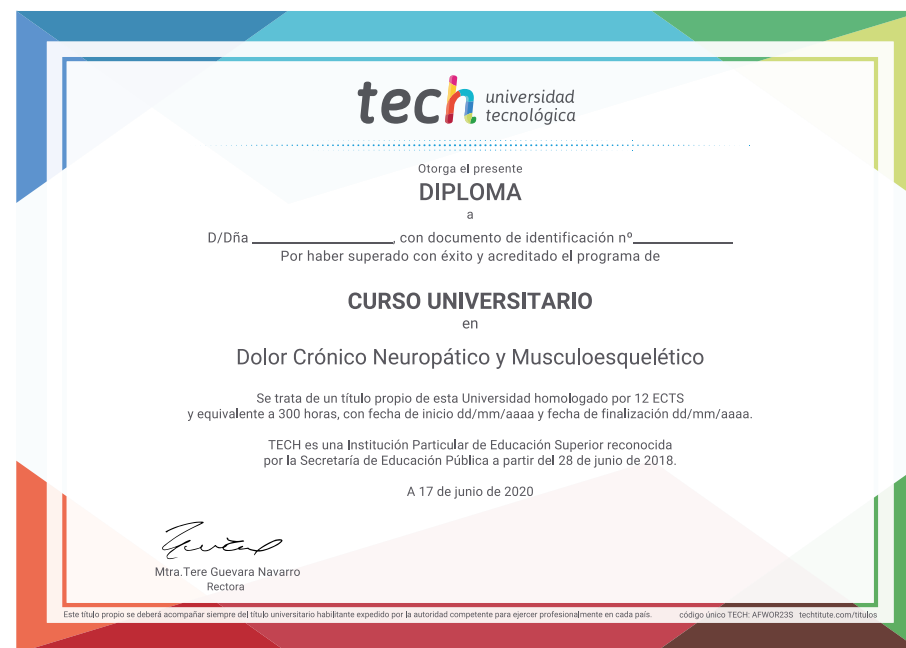 tech universidad
tecnológica
Otorga el presente
DIPLOMA
a
D/Dña ____________________, con documento de identificación nº______________
Por haber superado con éxito y acreditado el programa de
CURSO UNIVERSITARIO
en
Dolor Crónico Neuropático y Musculoesquelético
Se trata de un título propio de esta Universidad homologado por 12 ECTS
y equivalente a 300 horas, con fecha de inicio dd/mm/aaaa y fecha de finalización dd/mm/aaaa.
TECH es una Institución Particular de Educación Superior reconocida
por la Secretaría de Educación Pública a partir del 28 de junio de 2018.
A 17 de junio de 2020
Mtra.Tere Guevara Navarro
Rectora
Este título propio se deberá acompañar siempre del título universitario habilitante expedido por la autoridad competente para ejercer profesionalmente en cada país. código único TECH: AFWOR23S techtitute.com/titulos